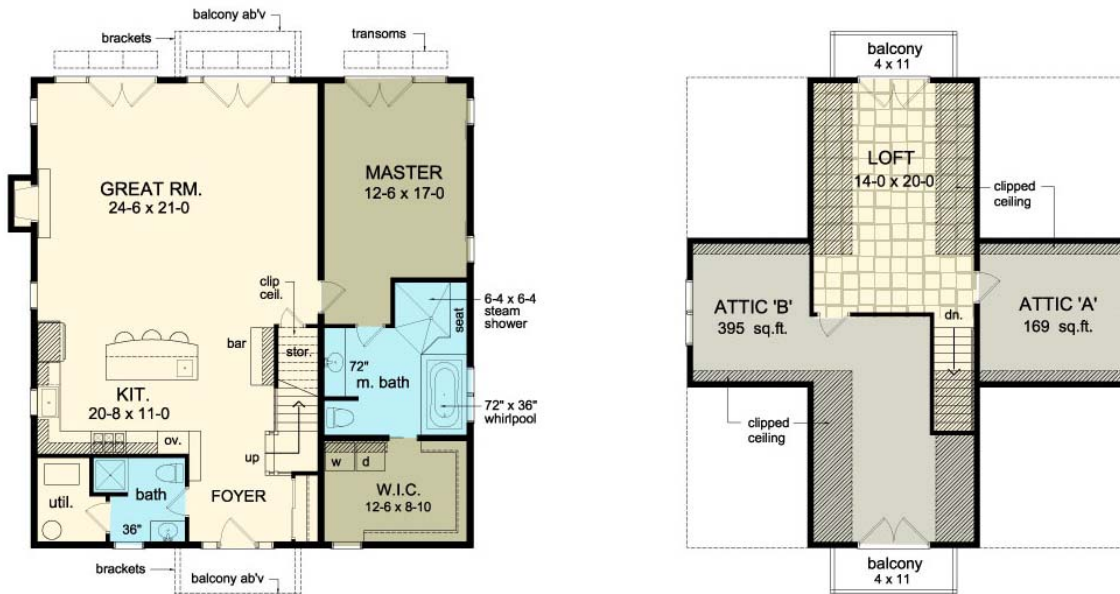 balcony ab'v
brackets
transoms
GREAT RM.
24-6 x 21-0
MASTER
12-6 x 17-0
clip
ceil.
6-4 x 6-4
steam
shower
seat
bar
stor.
72"
m. bath
KIT.
20-8 x 11-0
72" x 36"
whirlpool
ov.
up
w
d
util.
bath
FOYER
W.I.C.
12-6 x 8-10
36"
brackets
balcony ab'v
balcony
4 x 11
LOFT
14-0 x 20-0
clipped
ceiling
ATTIC 'B'
395 sq.ft.
ATTIC 'A'
169 sq.ft.
dn.
clipped
ceiling
balcony
4 x 11